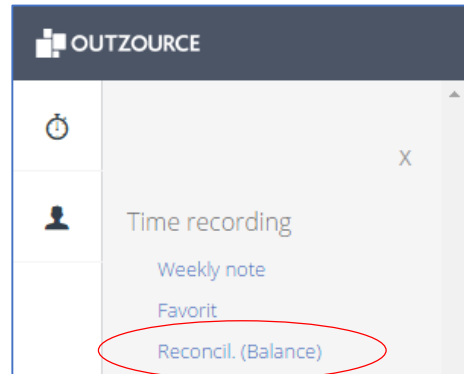 OUTZOURCE
X
Time recording
Weekly note
Favorit
Reconcil. (Balance)